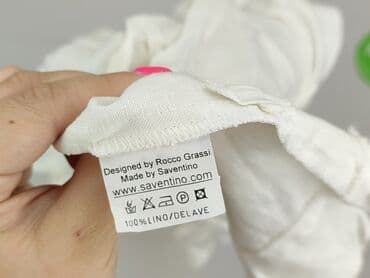 Designed by Rocco Grassi
Made by Saventino
www.saventino.com
P
100%LINO/DELAVE